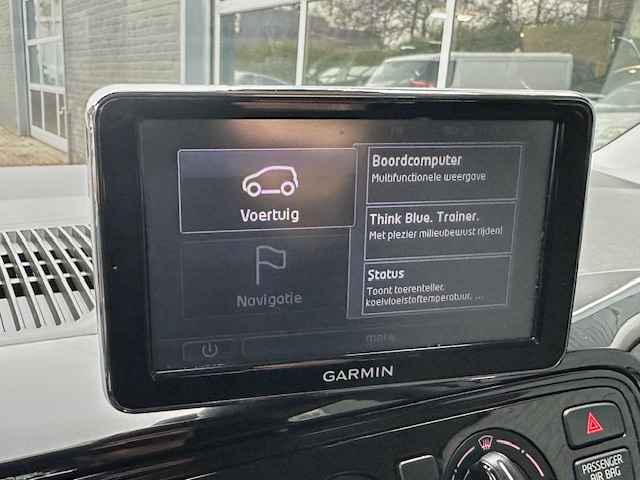 Voertuig
Navigatie
Boordcomputer
Multifunctionele weergave
Think Blue. Trainer.
Met plezier milieubewust rijden!
Status
Toont toerenteller,
koelvloeistoftemperatuur, ...
more
GARMIN
PASSENGER
AIR BAG